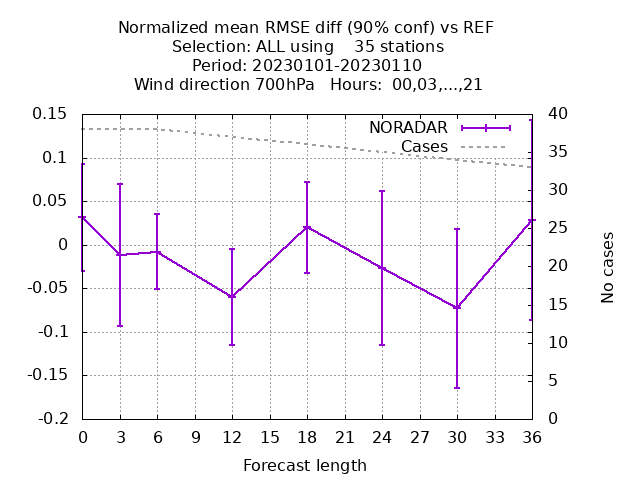 Normalized mean RMSE diff (90% conf) vs REF
Selection: ALL using    35 stations
Period: 20230101-20230110
Wind direction 700hPa   Hours:  00,03,...,21
NORADAR
Cases
0.15
0.1
0.05
0
-0.05
-0.1
-0.15
-0.2
40
35
30
25
20
15
10
5
0
No cases
0 3 6 9 12 15 18 21 24 27 30 33 36
Forecast length